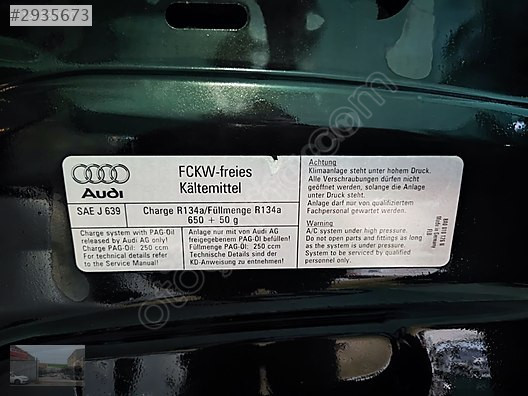 #2935673
FCKW-freies
Kältemittel
Audi
SAE J 639
Charge R134a/Füllmenge R134a
650 + 50 g
Charge system with PAG-Oil
released by Audi AG only!
Charge PAG-Oil: 250 ccm
For technical details refer
to the Service Manual!
Anlage nur mit von Audi AG
freigegebenem PAG-Öl befüllen!
Füllmenge PAG-Öl: 250 ccm
Technische Details sind der
KD-Anweisung zu entnehmen!
Achtung
Klimaanlage steht unter hohem Druck.
Alle Verschraubungen dürfen nicht
geöffnet werden, solange die Anlage
unter Druck steht.
Anlage darf nur von qualifiziertem
Fachpersonal gewartet werden.
Warning
A/C system under high pressure.
Do not open parts and fittings as long
as the system is under pressure.
System to be serviced by qualified
personnel only.